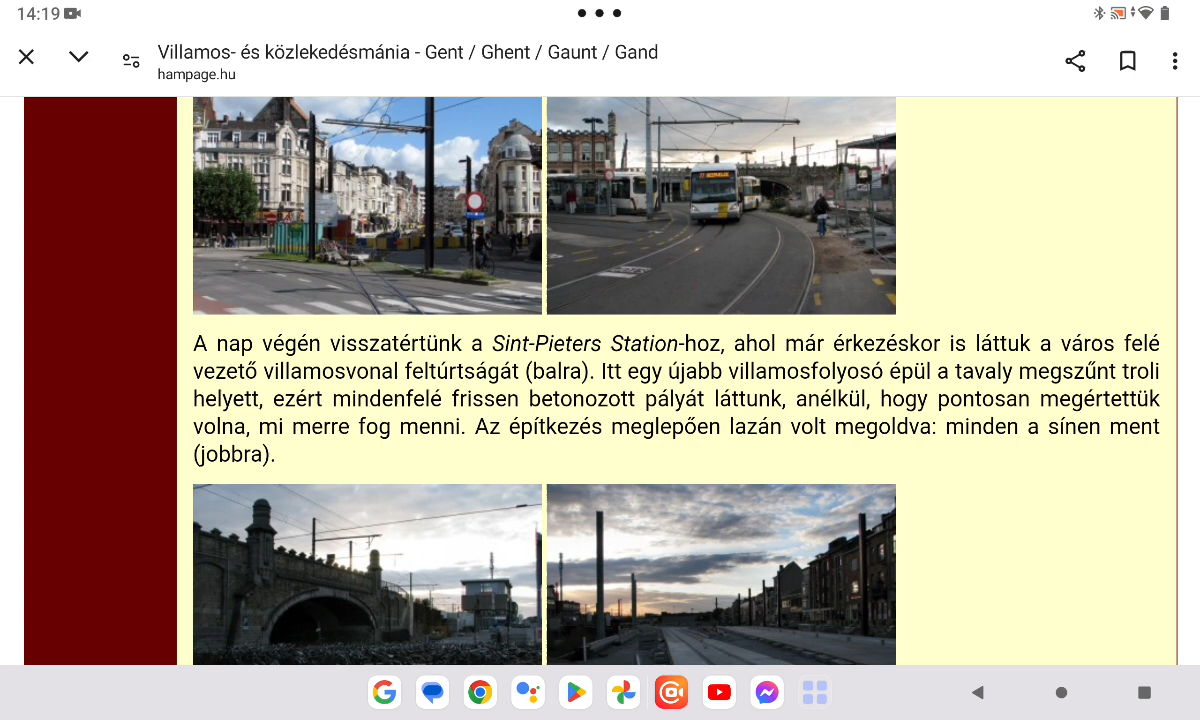 14:19
Villamos- és közlekedésmánia - Gent / Ghent / Gaunt / Gand
hampage.hu
A nap végén visszatértünk a Sint-Pieters Station-hoz, ahol már érkezéskor is láttuk a város felé
vezető villamosvonal feltúrtságát (balra). Itt egy újabb villamosfolyosó épül a tavaly megszűnt troli
helyett, ezért mindenfelé frissen betonozott pályát láttunk, anélkül, hogy pontosan megértettük
volna, mi merre fog menni. Az építkezés meglepően lazán volt megoldva: minden a sínen ment
(jobbra).